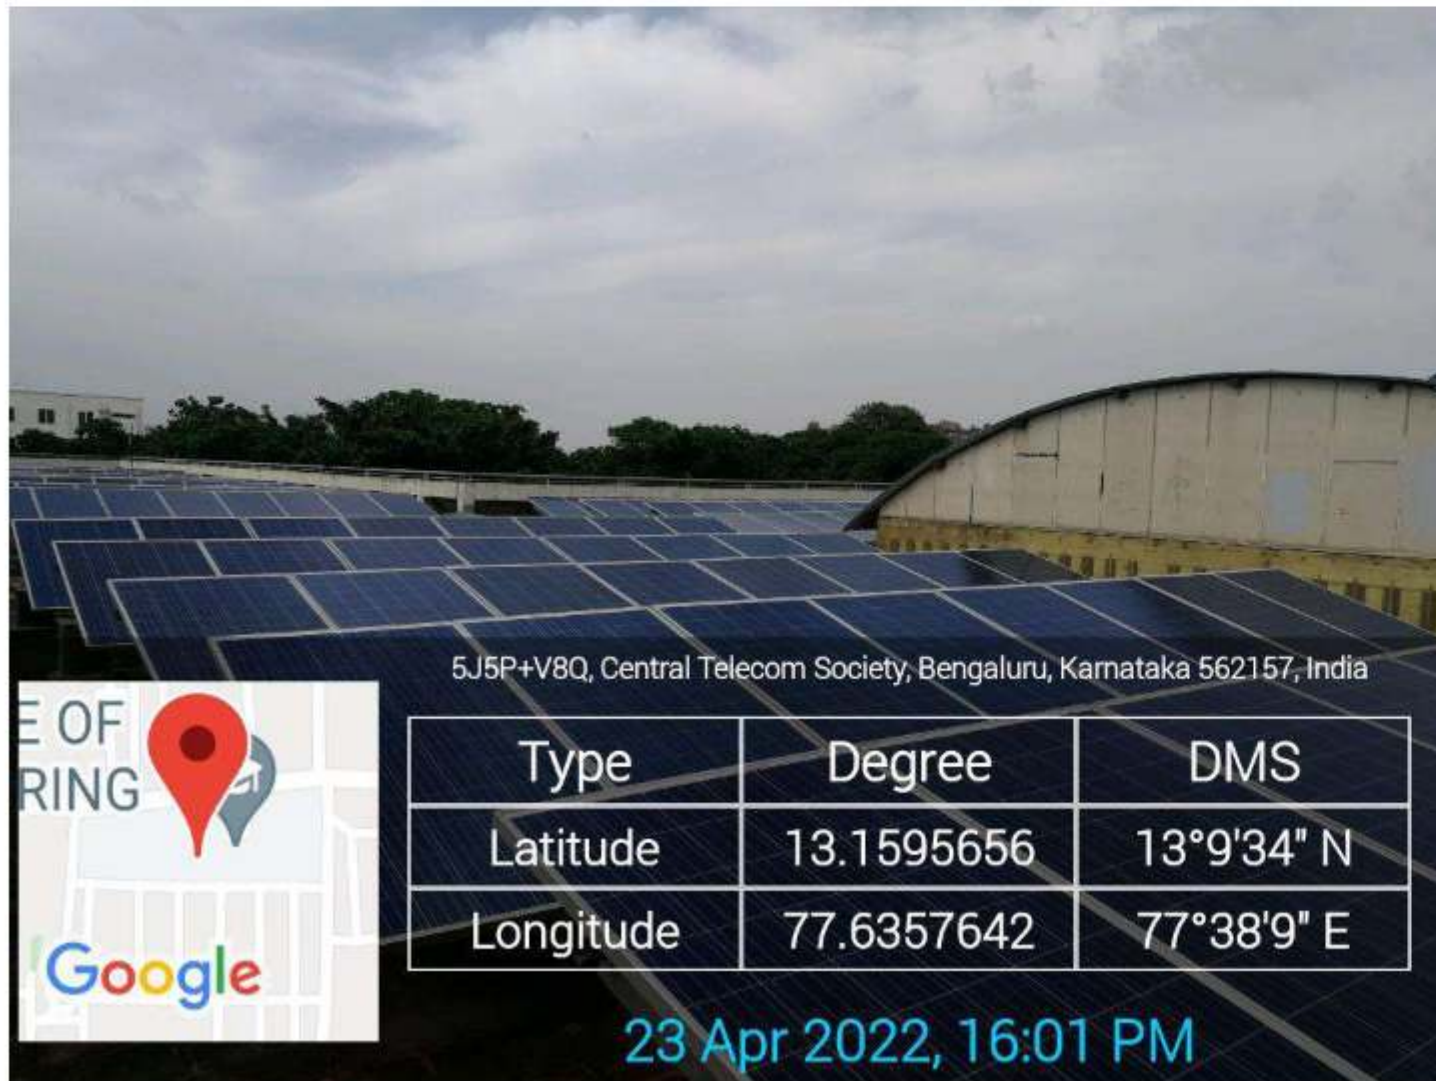 5J5P+V8Q, Central Telecom Society, Bengaluru, Karnataka 562157, India
E OF
RING
Google
Type Degree DMS
Latitude 13.1595656 13°9'34" N
Longitude 77.6357642 77°38'9" E
23 Apr 2022, 16:01 PM